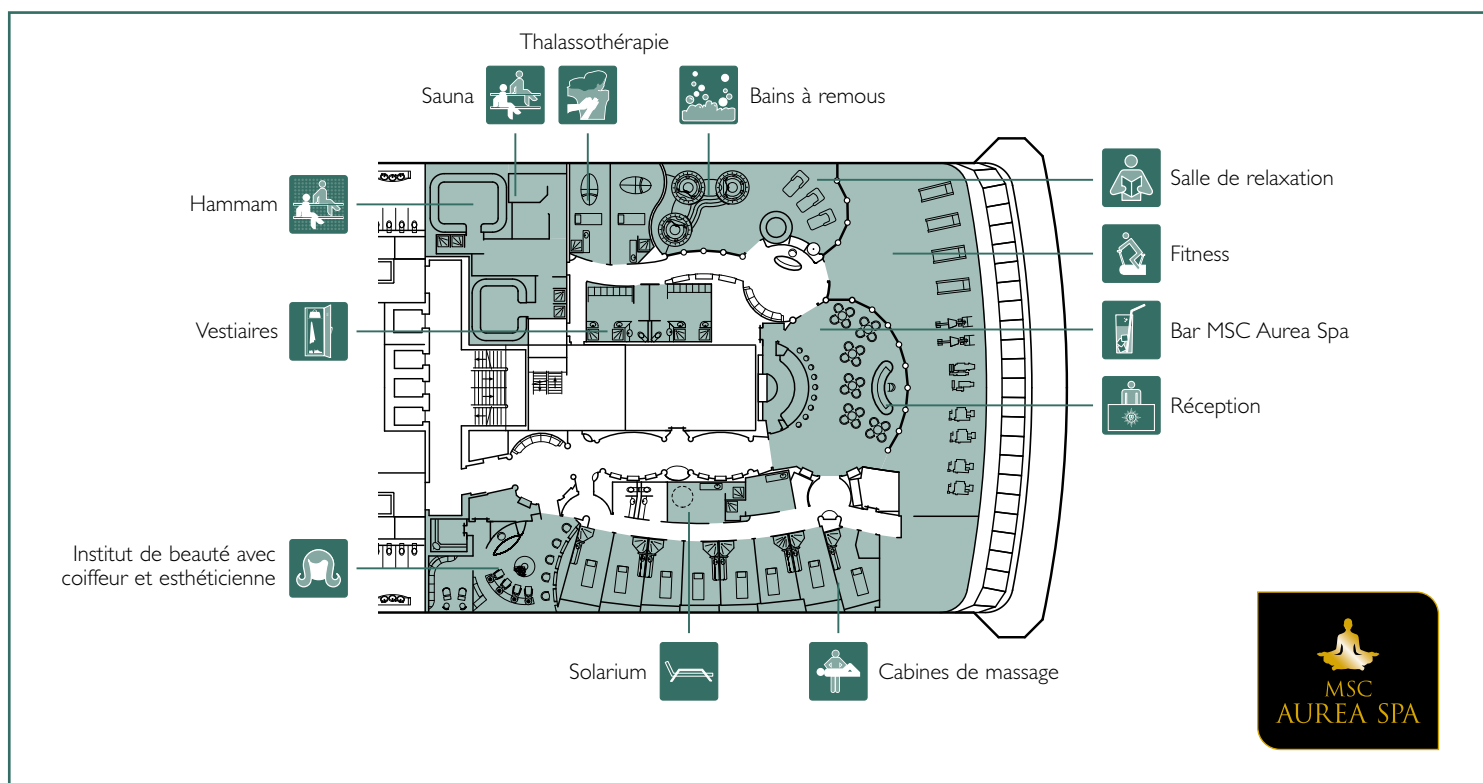 Thalassothérapie
Sauna
Bains à remous
Hammam
Salle de relaxation
Fitness
Vestiaires
Bar MSC Aurea Spa
Réception
Institut de beauté avec
coiffeur et esthéticienne
Solarium
Cabines de massage
MSC
AUREA SPA